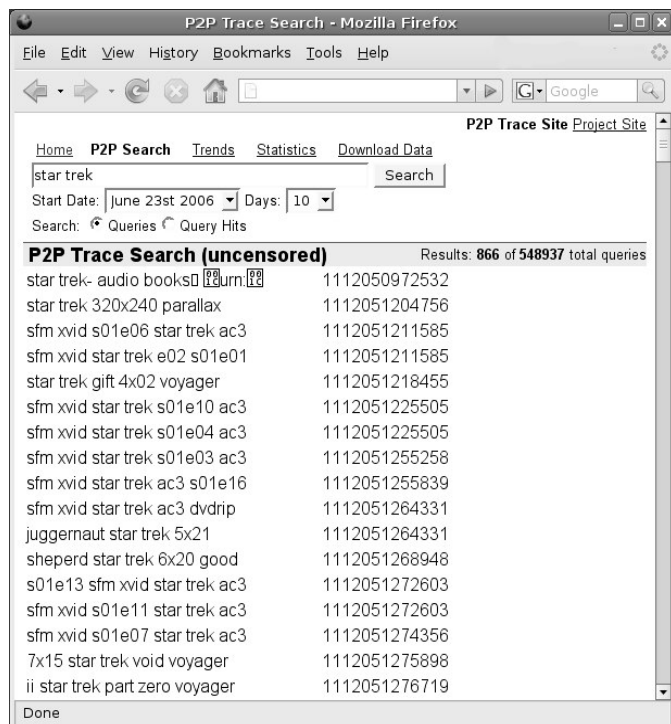 P2P Trace Search - Mozilla Firefox
File Edit View History Bookmarks Tools Help
G Google
P2P Trace Site Project Site
Home P2P Search Trends Statistics Download Data
star trek Search
Start Date: June 23st 2006 Days: 10
Search: Queries Query Hits
P2P Trace Search (uncensored) Results: 866 of 548937 total queries
star trek- audio books urn: 1112050972532
star trek 320x240 parallax 1112051204756
sfm xvid s01e06 star trek ac3 1112051211585
sfm xvid star trek e02 s01e01 1112051211585
star trek gift 4x02 voyager 1112051218455
sfm xvid star trek s01e10 ac3 1112051225505
sfm xvid star trek s01e04 ac3 1112051225505
sfm xvid star trek s01e03 ac3 1112051255258
sfm xvid star trek ac3 s01e16 1112051255839
sfm xvid star trek ac3 dvdrip 1112051264331
juggernaut star trek 5x21 1112051264331
sheperd star trek 6x20 good 1112051268948
s01e13 sfm xvid star trek ac3 1112051272603
sfm xvid s01e11 star trek ac3 1112051272603
sfm xvid s01e07 star trek ac3 1112051274356
7x15 star trek void voyager 1112051275898
ii star trek part zero voyager 1112051276719
Done